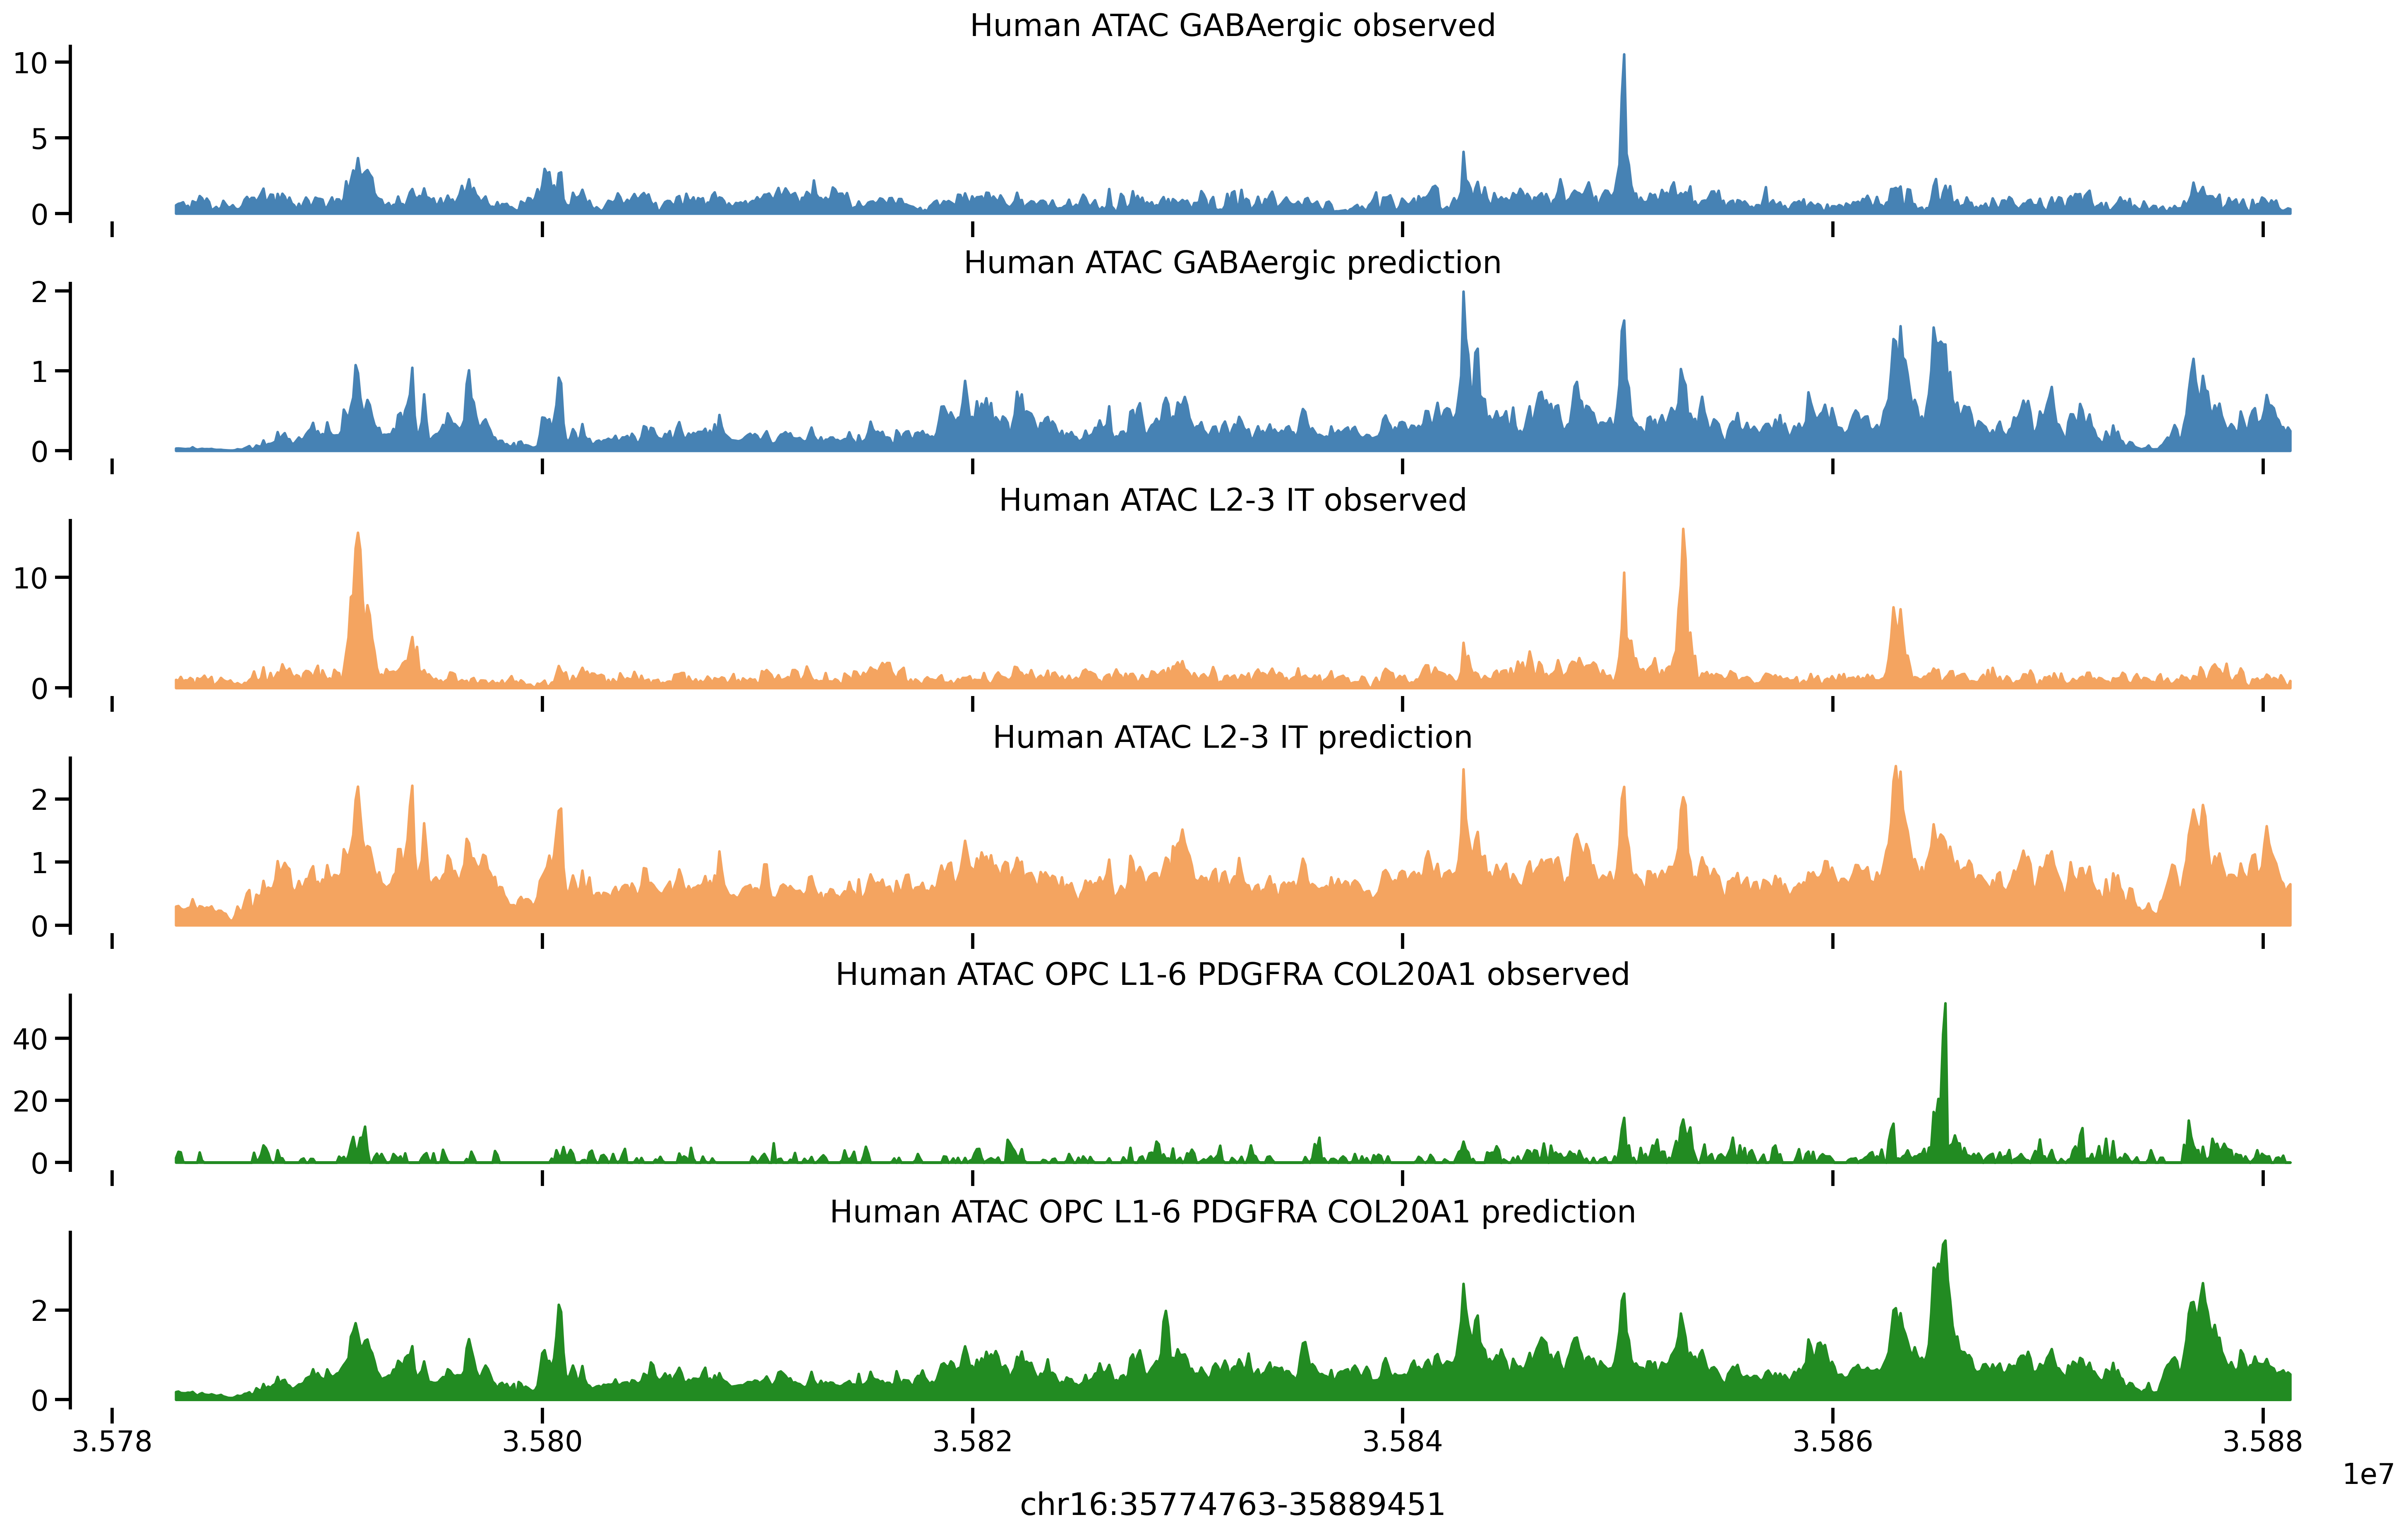 Human ATAC GABAergic observed
10
5
0
Human ATAC GABAergic prediction
2
1
0
Human ATAC L2-3 IT observed
10
0
Human ATAC L2-3 IT prediction
2
1
0
Human ATAC OPC L1-6 PDGFRA COL20A1 observed
40
20
0
Human ATAC OPC L1-6 PDGFRA COL20A1 prediction
2
0
3.578 3.580 3.582 3.584 3.586 3.588
1e7
chr16:35774763-35889451